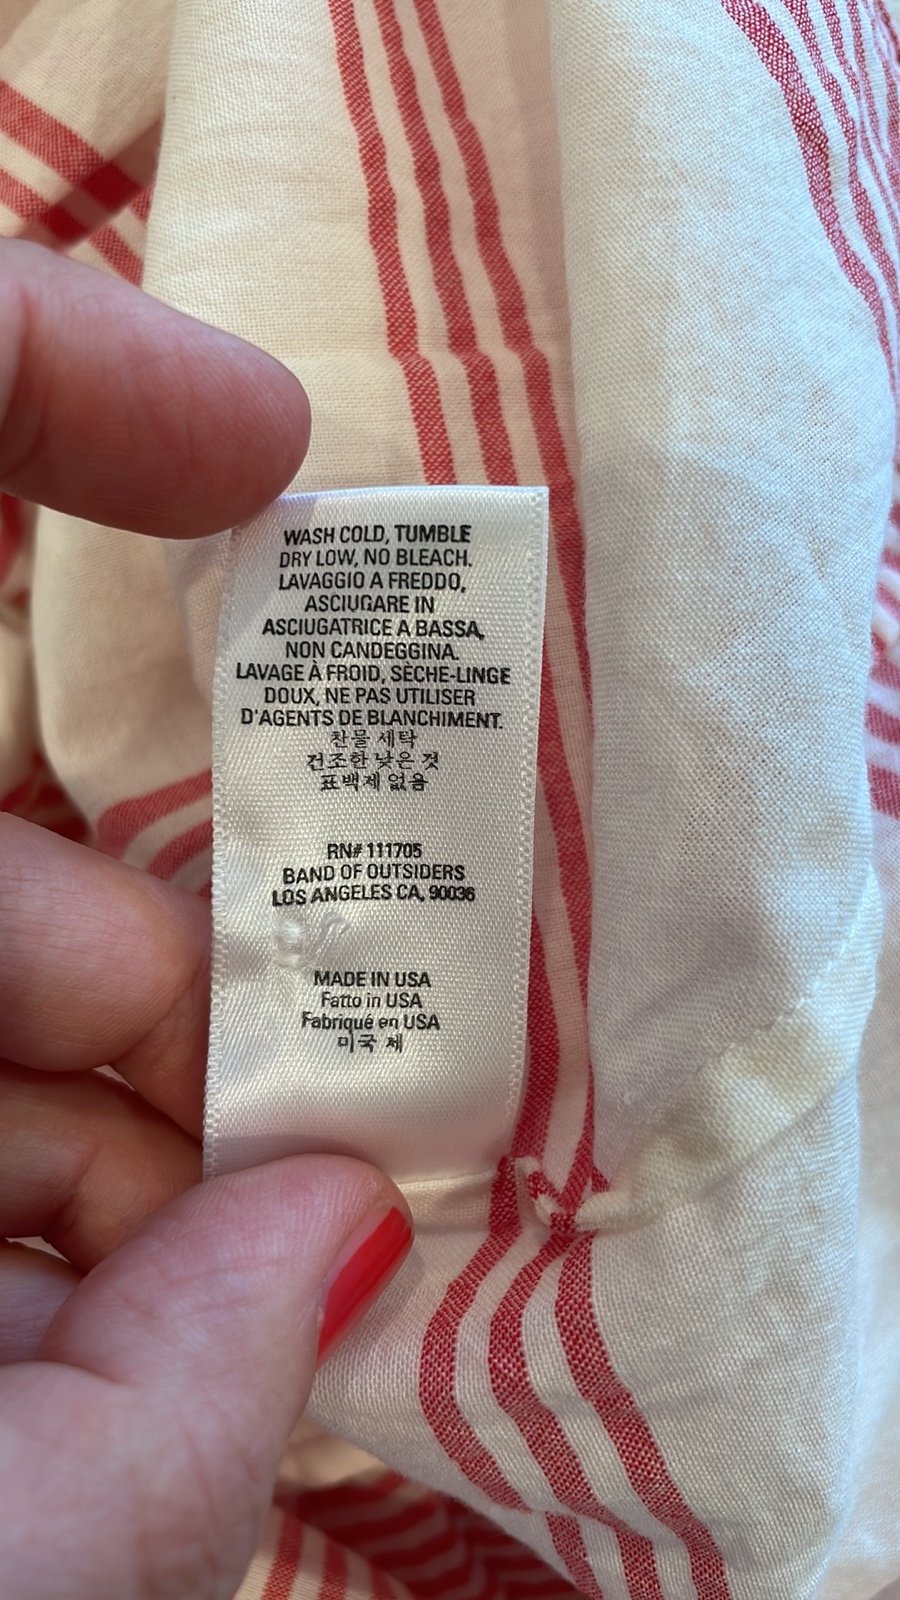 WASH COLD, TUMBLE
DRY LOW, NO BLEACH.
LAVAGGIO A FREDDO,
ASCIUGARE IN
ASCIUGATRICE A BASSA,
NON CANDEGGINA.
LAVAGE À FROID, SÈCHE-LINGE
DOUX, NE PAS UTILISER
D'AGENTS DE BLANCHIMENT.
찬물 세탁
건조한 낮은 것
표백제 없음
RN# 111705
BAND OF OUTSIDERS
LOS ANGELES CA, 90036
MADE IN USA
Fatto in USA
Fabriqué en USA
미국 제